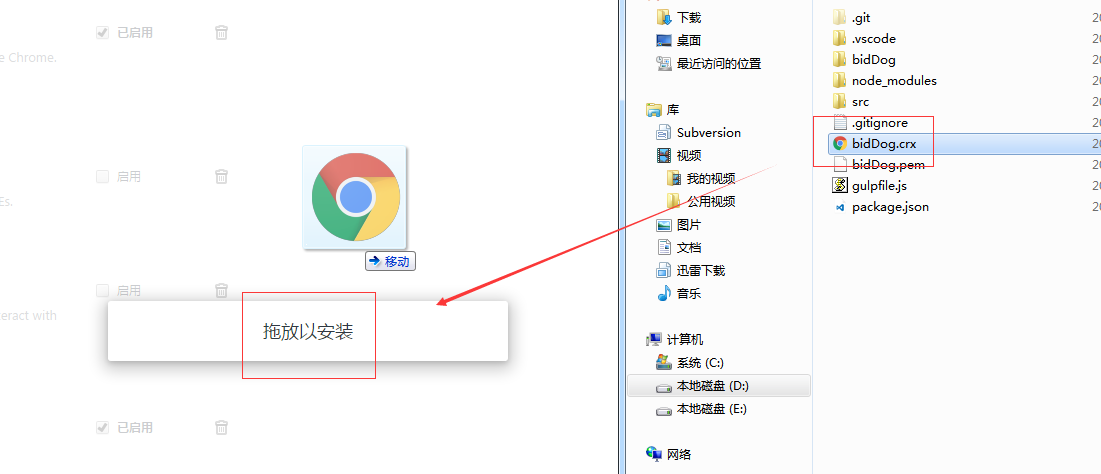 已启用
e Chrome.
启用
Es.
移动
启用
eract with
拖放以安装
已启用
下载
桌面
最近访问的位置
库
Subversion
视频
我的视频
公用视频
图片
文档
迅雷下载
音乐
计算机
系统 (C:)
本地磁盘 (D:)
本地磁盘 (E:)
网络
.git
.vscode
bidDog
node_modules
src
.gitignore
bidDog.crx
bidDog.pem
gulpfile.js
package.json